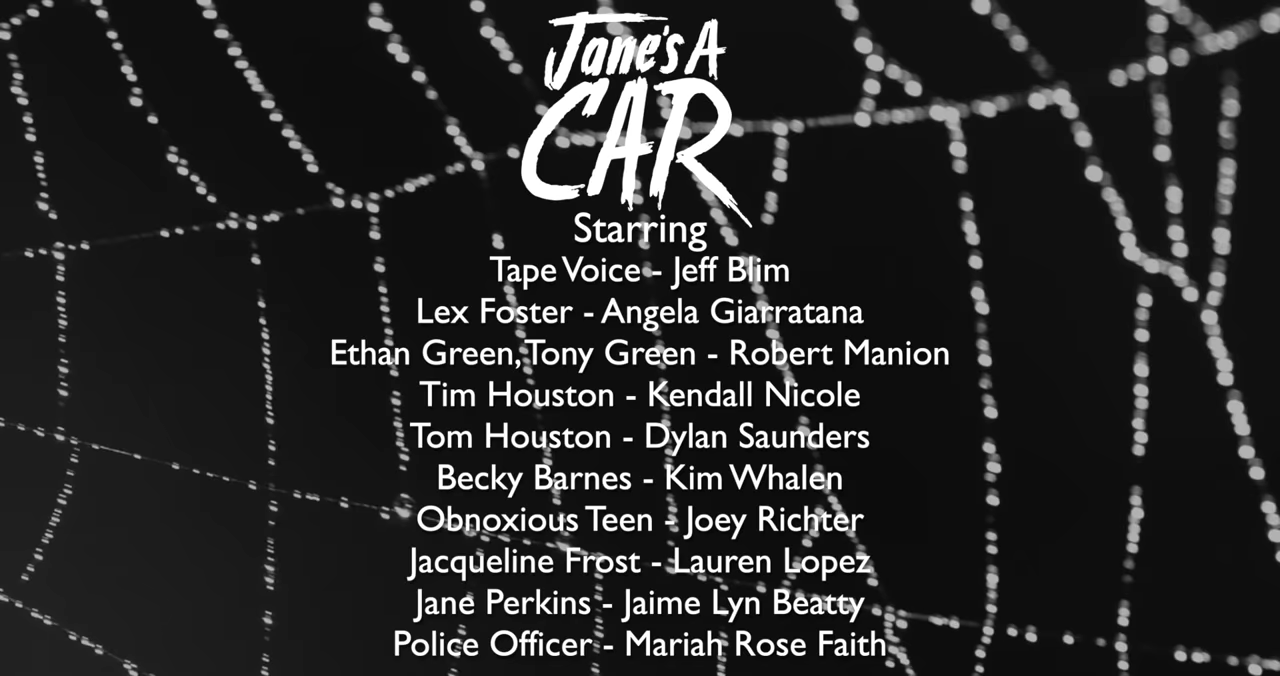 Jane's A
CAR
Starring
Tape Voice - Jeff Blim
Lex Foster - Angela Giarratana
Ethan Green, Tony Green - Robert Manion
Tim Houston - Kendall Nicole
Tom Houston - Dylan Saunders
Becky Barnes - Kim Whalen
Obnoxious Teen - Joey Richter
Jacqueline Frost - Lauren Lopez
Jane Perkins - Jaime Lyn Beatty
Police Officer - Mariah Rose Faith